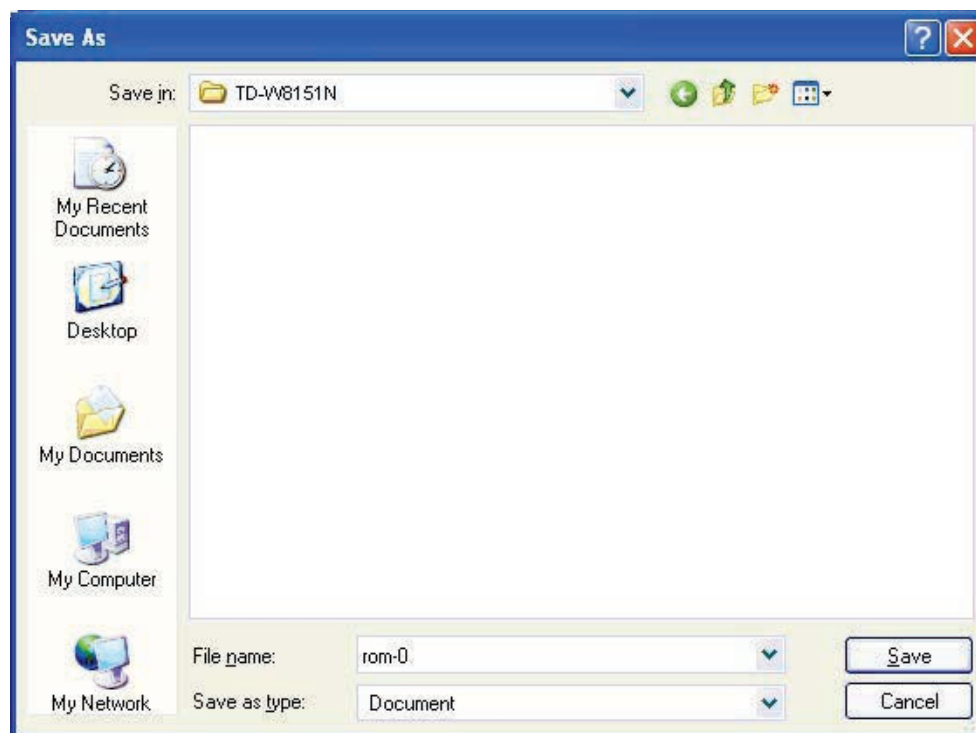 Save As
Save in: TD-W8151N
My Recent
Documents
Desktop
My Documents
My Computer
My Network
File name: rom-0 Save
Save as type: Document Cancel